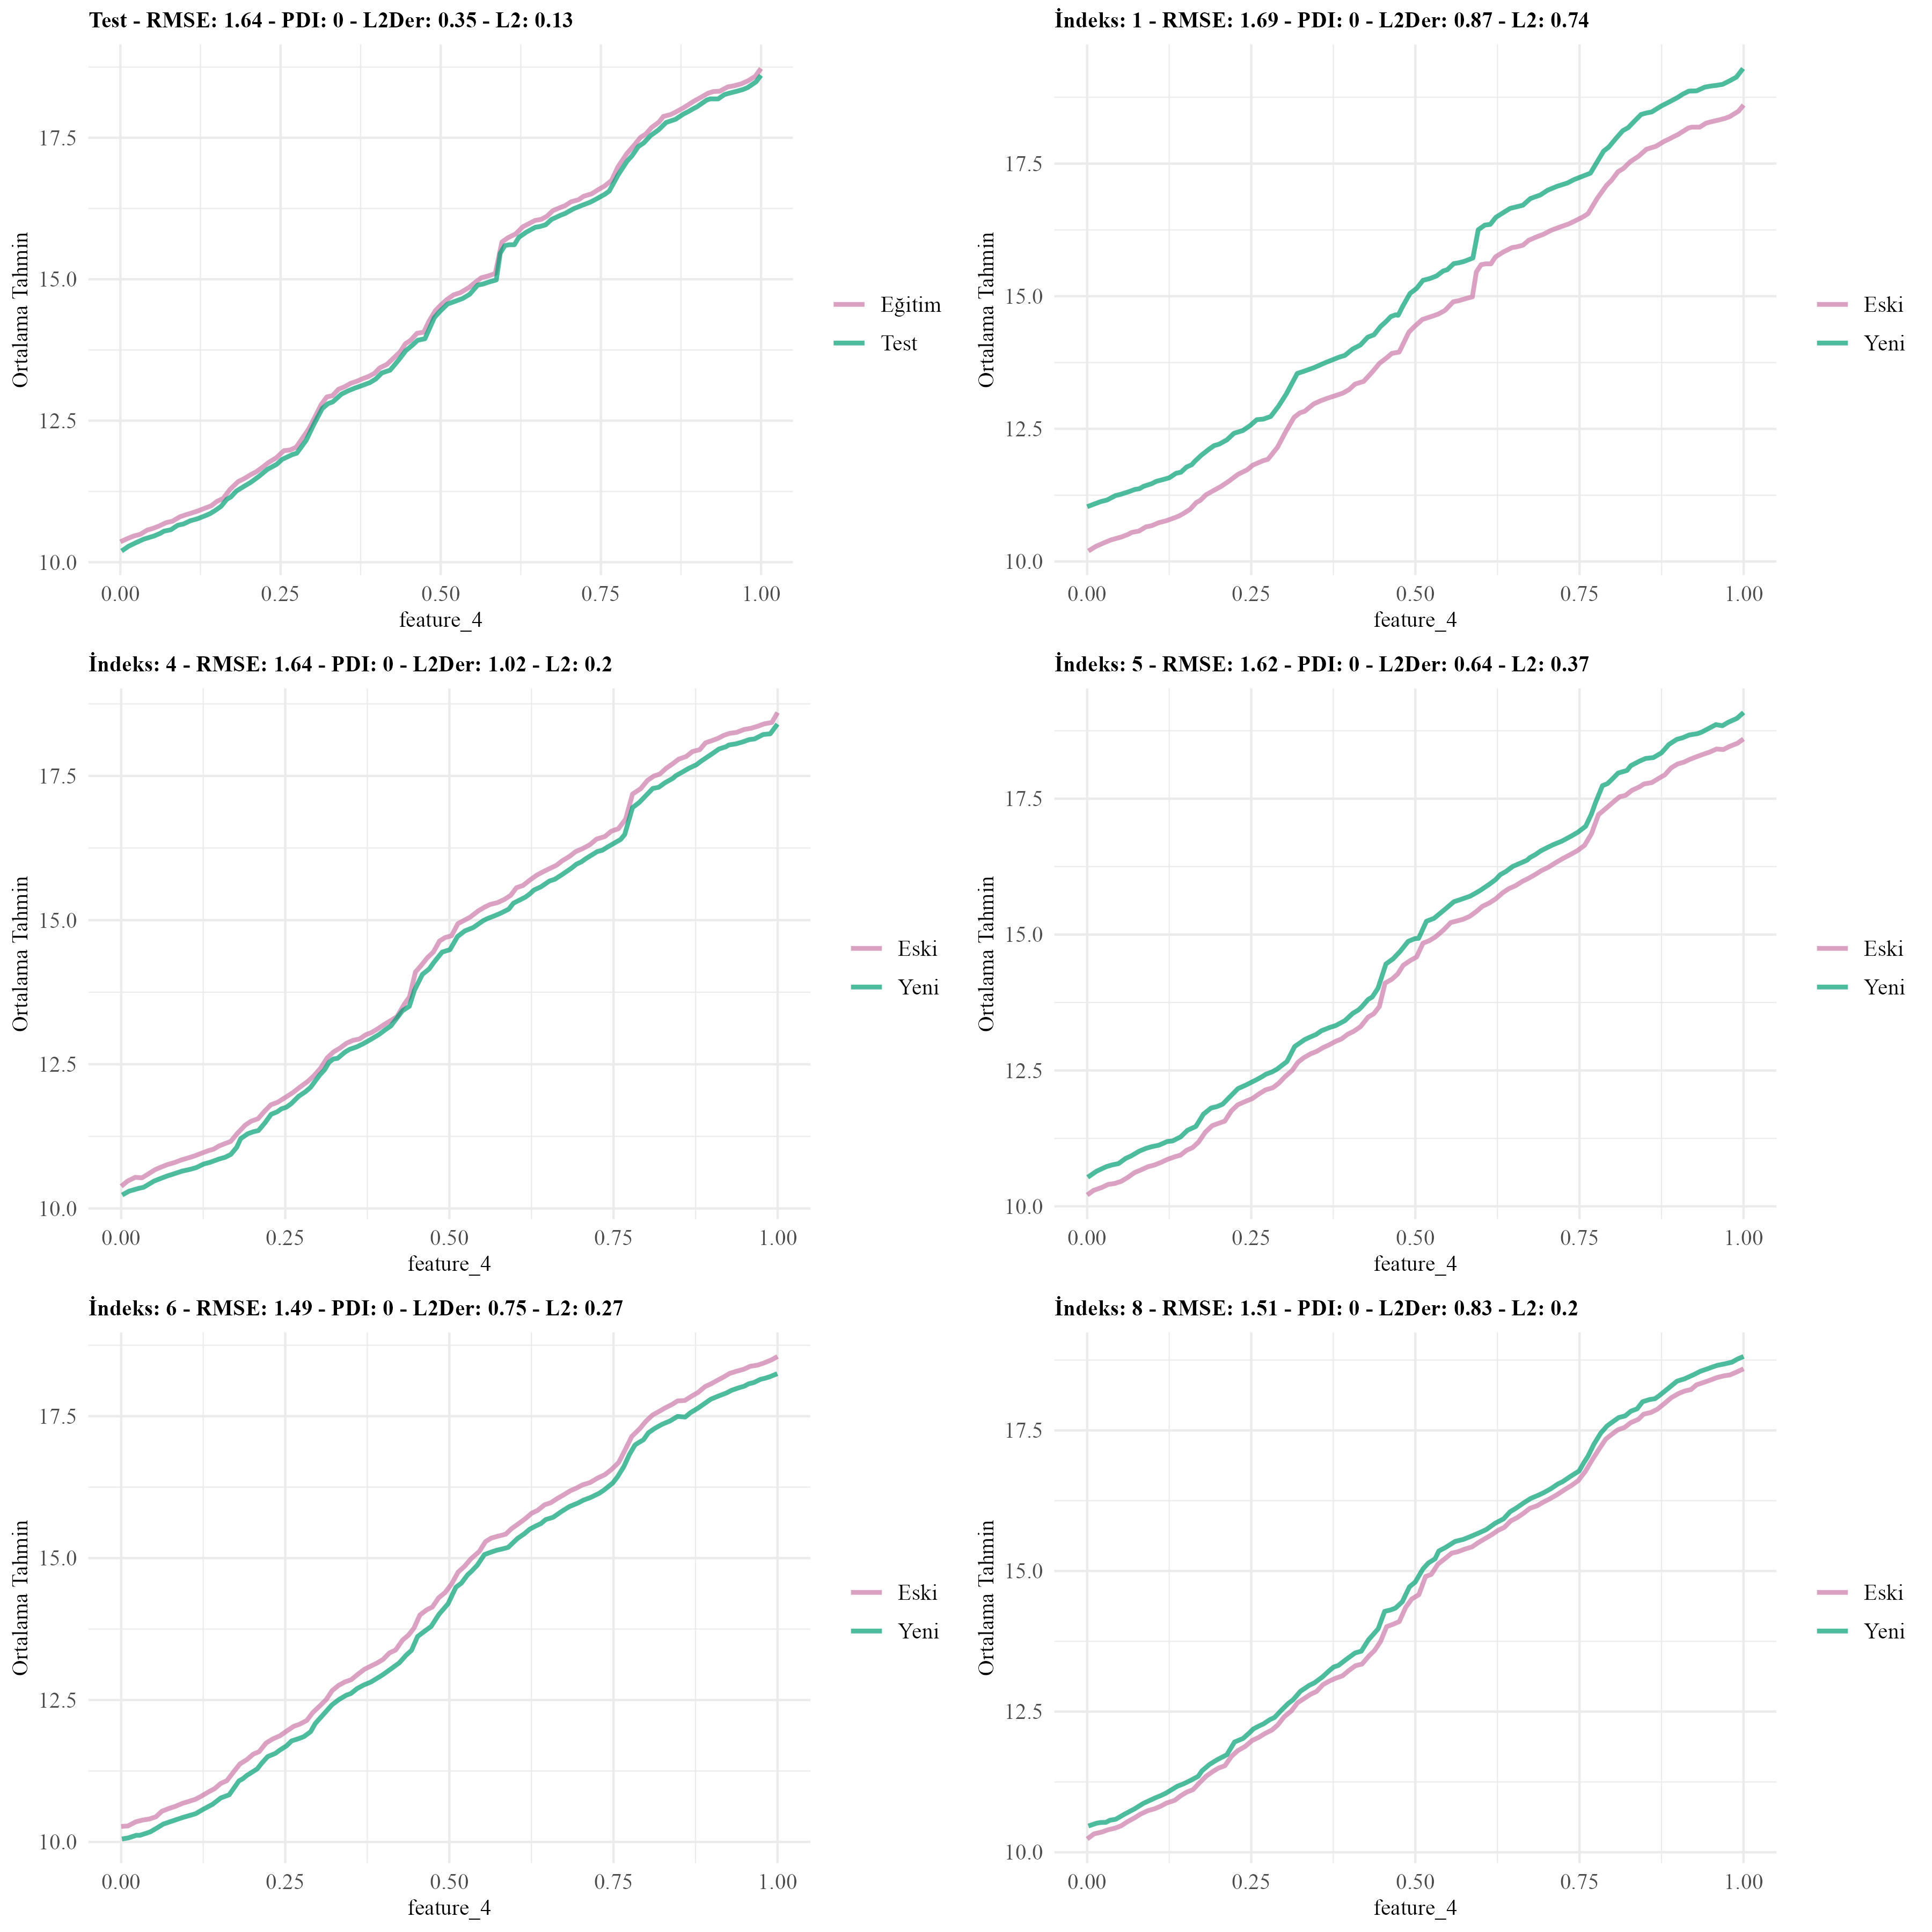 Test - RMSE: 1.64 - PDI: 0 - L2Der: 0.35 - L2: 0.13
Ortalama Tahmin
17.5
15.0
12.5
10.0
0.00 0.25 0.50 0.75 1.00
feature_4
Eğitim
Test
İndeks: 1 - RMSE: 1.69 - PDI: 0 - L2Der: 0.87 - L2: 0.74
Ortalama Tahmin
17.5
15.0
12.5
10.0
0.00 0.25 0.50 0.75 1.00
feature_4
Eski
Yeni
İndeks: 4 - RMSE: 1.64 - PDI: 0 - L2Der: 1.02 - L2: 0.2
Ortalama Tahmin
17.5
15.0
12.5
10.0
0.00 0.25 0.50 0.75 1.00
feature_4
Eski
Yeni
İndeks: 5 - RMSE: 1.62 - PDI: 0 - L2Der: 0.64 - L2: 0.37
Ortalama Tahmin
17.5
15.0
12.5
10.0
0.00 0.25 0.50 0.75 1.00
feature_4
Eski
Yeni
İndeks: 6 - RMSE: 1.49 - PDI: 0 - L2Der: 0.75 - L2: 0.27
Ortalama Tahmin
17.5
15.0
12.5
10.0
0.00 0.25 0.50 0.75 1.00
feature_4
Eski
Yeni
İndeks: 8 - RMSE: 1.51 - PDI: 0 - L2Der: 0.83 - L2: 0.2
Ortalama Tahmin
17.5
15.0
12.5
10.0
0.00 0.25 0.50 0.75 1.00
feature_4
Eski
Yeni